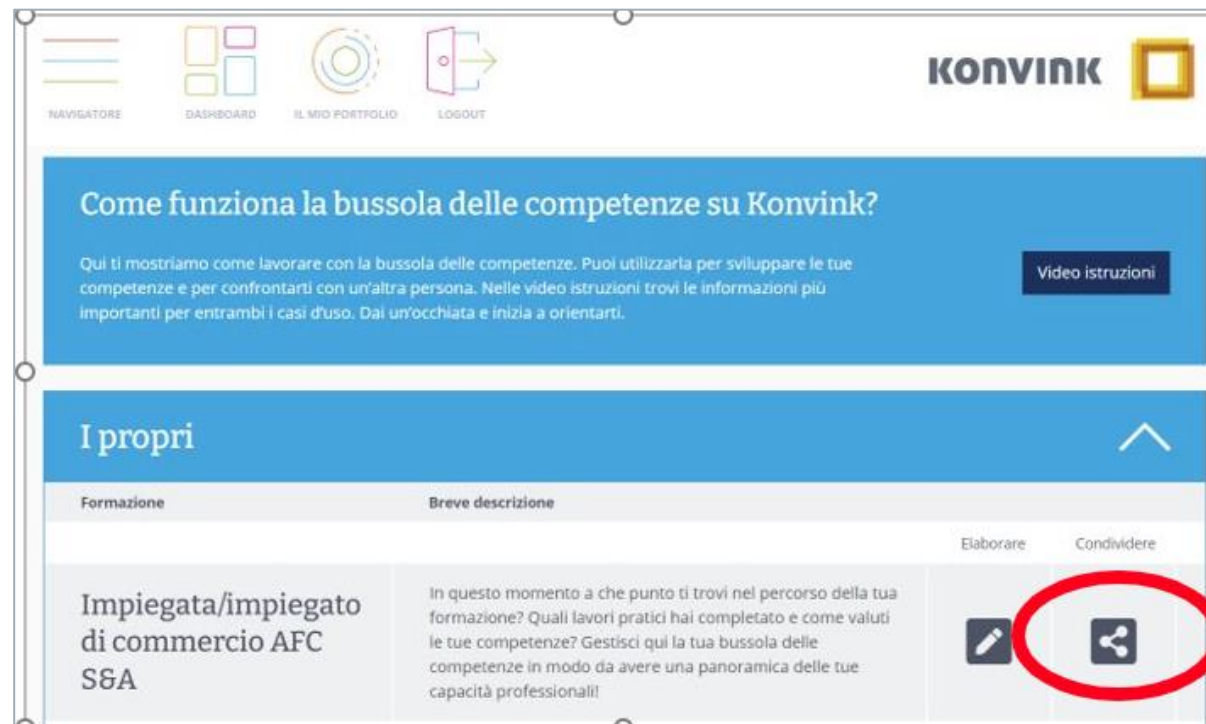 NAVIGATORE
DASHBOARD
IL MIO PORTFOLIO
LOGOUT
KONVINK
Come funziona la bussola delle competenze su Konvink?
Qui ti mostriamo come lavorare con la bussola delle competenze. Puoi utilizzarla per sviluppare le tue
competenze e per confrontarti con un'altra persona. Nelle video istruzioni trovi le informazioni più
importanti per entrambi i casi d'uso. Dai un'occhiata e inizia a orientarti.
Video istruzioni
I propri
Formazione
Breve descrizione
Elaborare
Condividere
Impiegata/impiegato
di commercio AFC
S&A
In questo momento a che punto ti trovi nel percorso della tua
formazione? Quali lavori pratici hai completato e come valuti
le tue competenze? Gestisci qui la tua bussola delle
competenze in modo da avere una panoramica delle tue
capacità professionali!